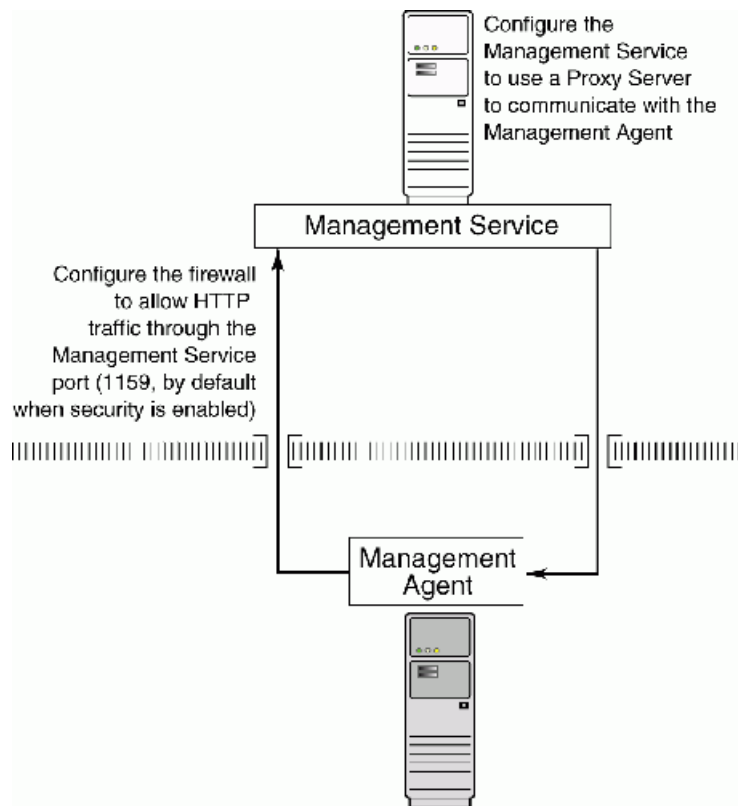 Configure the
Management Service
to use a Proxy Server
to communicate with the
Management Agent
Management Service
Configure the firewall
to allow HTTP
traffic through the
Management Service
port (1159, by default
when security is enabled)
Management
Agent